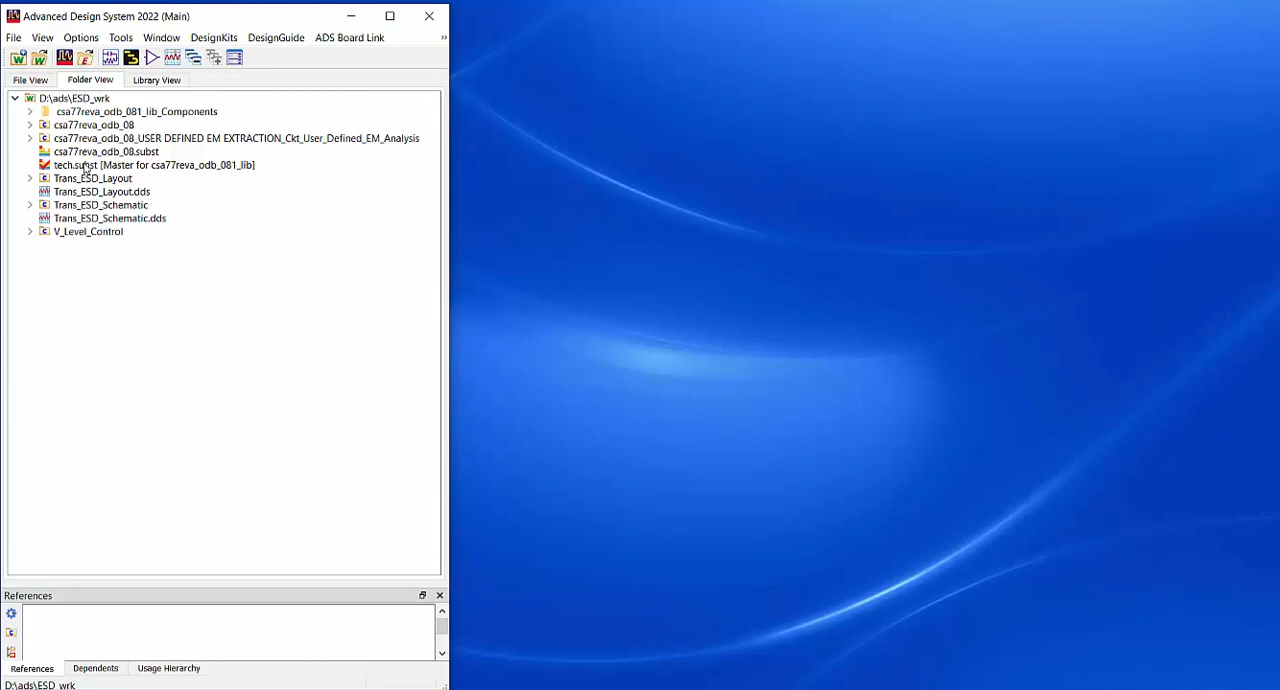 Advanced Design System 2022 (Main)
File View Options Tools Window DesignKits DesignGuide ADS Board Link »
File View Folder View Library View
D:\ads\ESD_wrk
csa77reva_odb_081_lib_Components
csa77reva_odb_08
csa77reva_odb_08_USER DEFINED EM EXTRACTION_Ckt_User_Defined_EM_Analysis
csa77reva_odb_08.subst
tech.subst [Master for csa77reva_odb_081_lib]
Trans_ESD_Layout
Trans_ESD_Layout.dds
Trans_ESD_Schematic
Trans_ESD_Schematic.dds
V_Level_Control
References
References Dependents Usage Hierarchy
D:\ads\ESD_wrk